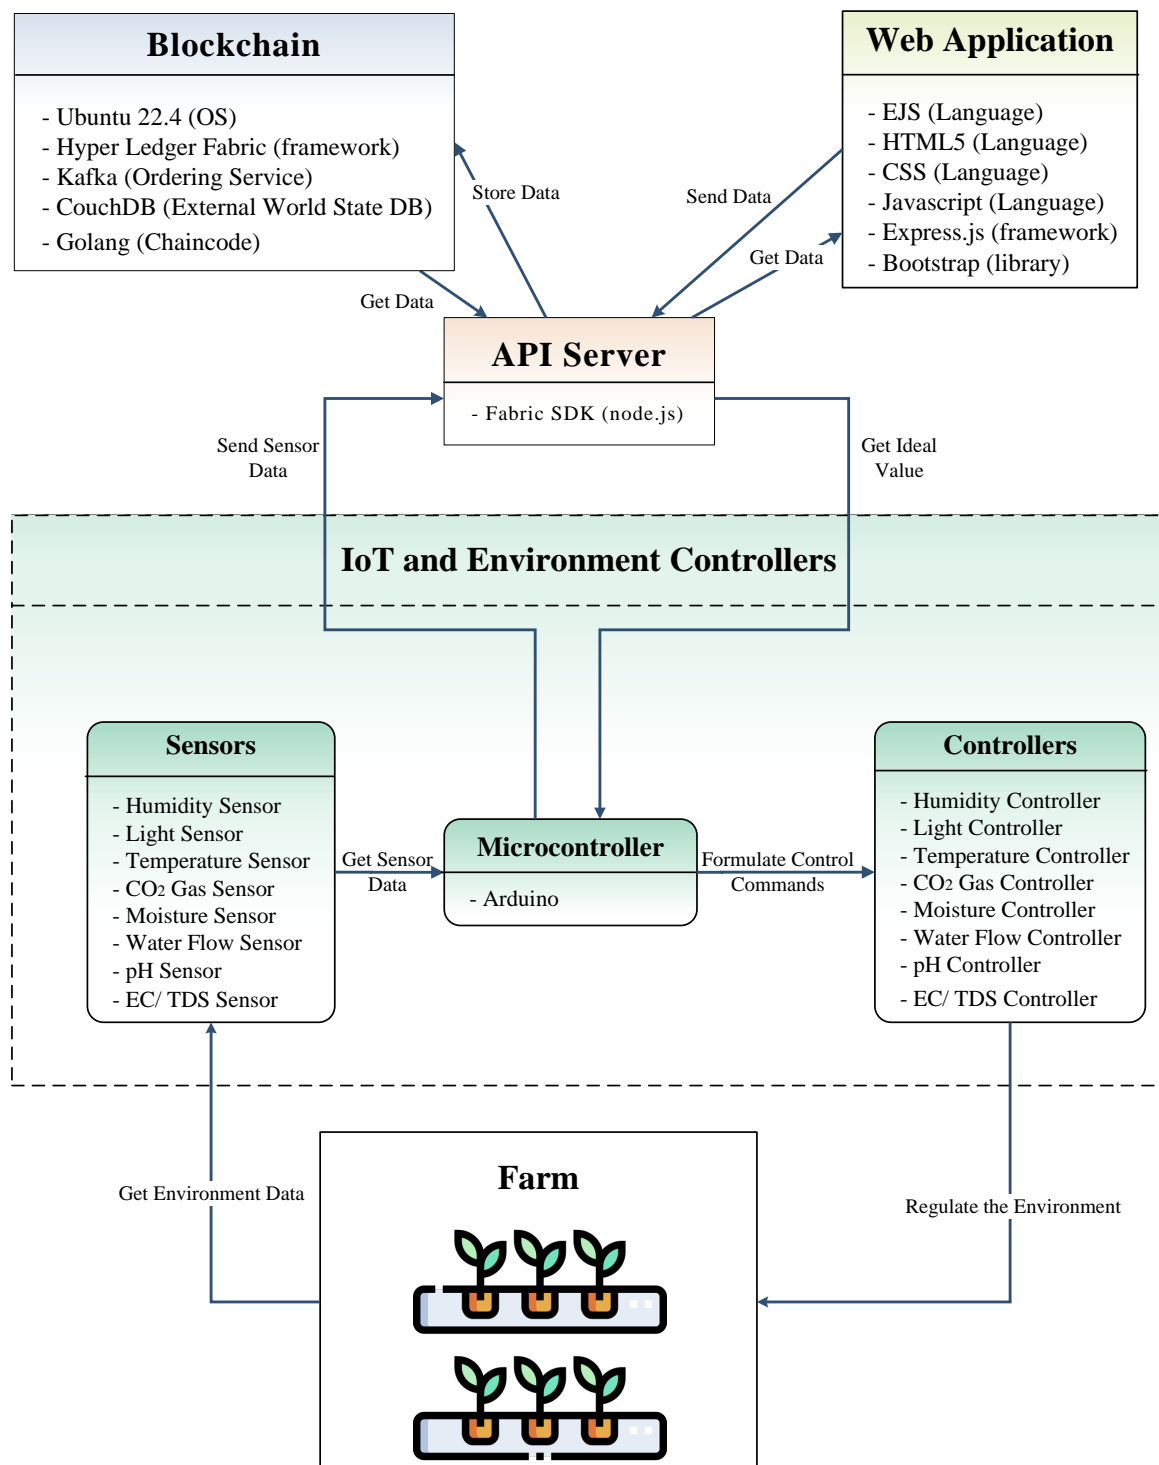 Blockchain
- Ubuntu 22.4 (OS)
- Hyper Ledger Fabric (framework)
- Kafka (Ordering Service)
- CouchDB (External World State DB)
- Golang (Chaincode)
Web Application
- EJS (Language)
- HTML5 (Language)
- CSS (Language)
- Javascript (Language)
- Express.js (framework)
- Bootstrap (library)
Store Data
Send Data
Get Data
Get Data
API Server
- Fabric SDK (node.js)
Send Sensor
Data
Get Ideal
Value
IoT and Environment Controllers
Sensors
- Humidity Sensor
- Light Sensor
- Temperature Sensor
- CO2 Gas Sensor
- Moisture Sensor
- Water Flow Sensor
- pH Sensor
- EC/ TDS Sensor
Get Sensor
Data
Microcontroller
- Arduino
Formulate Control
Commands
Controllers
- Humidity Controller
- Light Controller
- Temperature Controller
- CO2 Gas Controller
- Moisture Controller
- Water Flow Controller
- pH Controller
- EC/ TDS Controller
Get Environment Data
Farm
Regulate the Environment